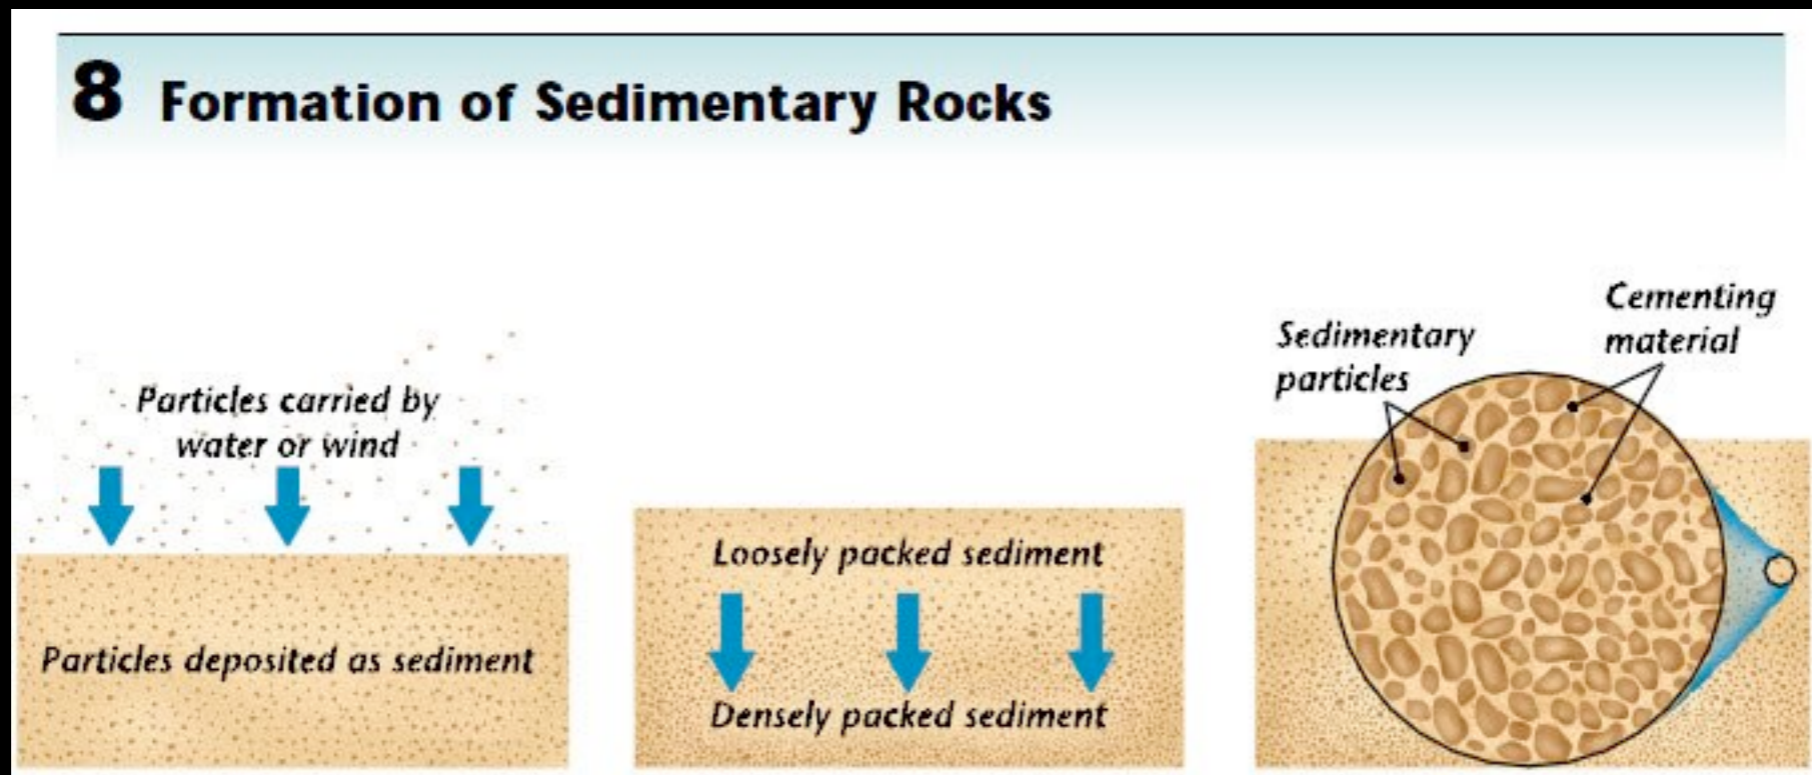 8 Formation of Sedimentary Rocks
Particles carried by
water or wind
Particles deposited as sediment
Loosely packed sediment
Densely packed sediment
Sedimentary
particles
Cementing
material